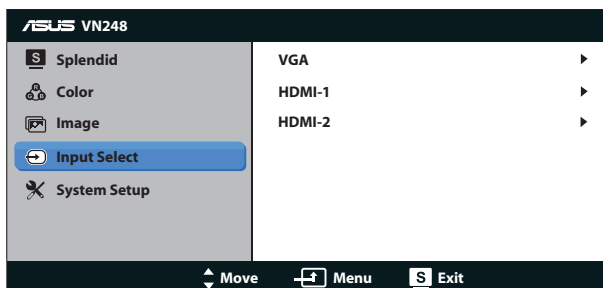 ASUS VN248
S Splendid
R G B Color
Image
Input Select
System Setup
VGA
HDMI-1
HDMI-2
Move Menu S Exit